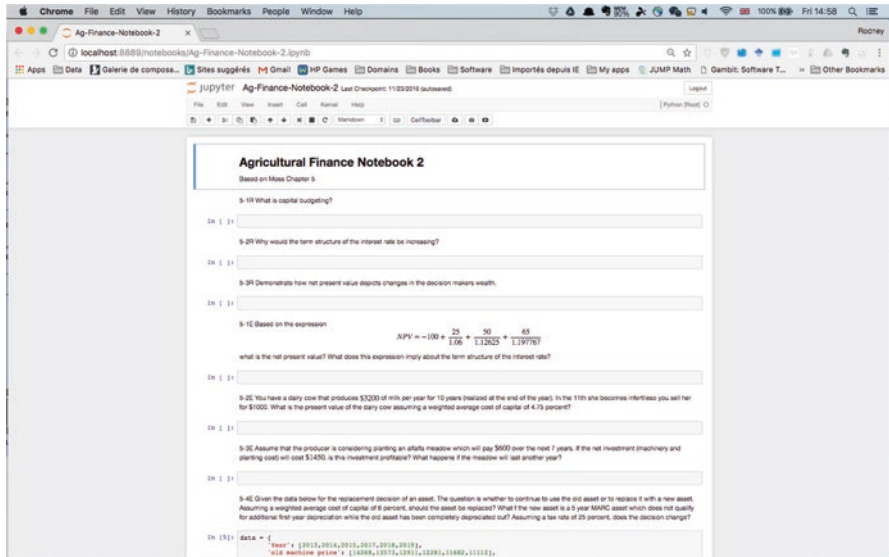 Chrome File Edit View History Bookmarks People Window Help 100% Fri 14:58
Ag-Finance-Notebook-2 Rodney
localhost:8889/notebooks/Ag-Finance-Notebook-2.ipynb
Apps Data Galerie de composa... Sites suggérés Gmail HP Games Domains Books Software Importés depuis IE My apps JUMP Math Gambit: Software T... » Other Bookmarks
jupyter Ag-Finance-Notebook-2 Last Checkpoint: 11/23/2016 (autosaved) Logout
File Edit View Insert Cell Kernel Help Python [Root] O
Markdown CellToolbar
Agricultural Finance Notebook 2
Based on Moss Chapter 5
5-1R What is capital budgeting?
In [ ]:
5-2R Why would the term structure of the interest rate be increasing?
In [ ]:
5-3R Demonstrate how net present value depicts changes in the decision makers wealth.
In [ ]:
5-1E Based on the expression
NPV = −100 + 25/1.06 + 50/1.12625 + 65/1.197767
what is the net present value? What does this expression imply about the term structure of the interest rate?
In [ ]:
5-2E You have a dairy cow that produces $3200 of milk per year for 10 years (realized at the end of the year). In the 11th she becomes infertileso you sell her
for $1000. What is the present value of the dairy cow assuming a weighted average cost of capital of 4.75 percent?
In [ ]:
5-3E Assume that the producer is considering planting an alfalfa meadow which will pay $600 over the next 7 years. If the net investment (machinery and
planting cost) will cost $1450, is this investment profitable? What happens if the meadow will last another year?
In [ ]:
5-4E Given the data below for the replacement decision of an asset. The question is whether to continue to use the old asset or to replace it with a new asset.
Assuming a weighted average cost of capital of 6 percent, should the asset be replaced? What f the new asset is a 5 year MARC asset which does not qualify
for additional first-year depreciation while the old asset has been completely depreciated out? Assuming a tax rate of 25 percent, does the decision change?
In [9]: data = {
'Year': [2013,2014,2015,2017,2018,2019],
'old machine price': [14268,13573,12911,12281,11682,11112],